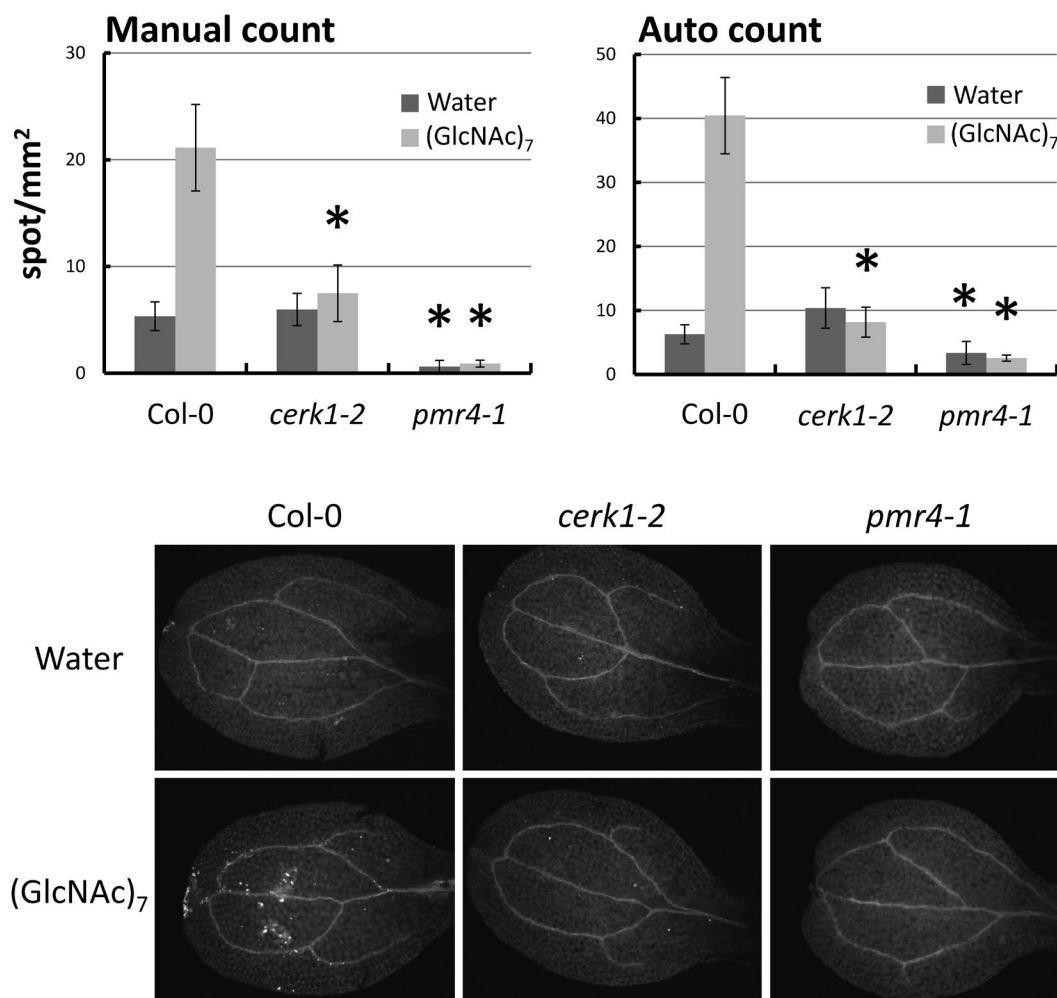 Manual count
30
20
10
0
spot/mm²
Water
(GlcNAc)₇
*
* *
Col-0 cerk1-2 pmr4-1
Auto count
50
40
30
20
10
0
Water
(GlcNAc)₇
*
*
*
Col-0 cerk1-2 pmr4-1
Col-0 cerk1-2 pmr4-1
Water
(GlcNAc)₇